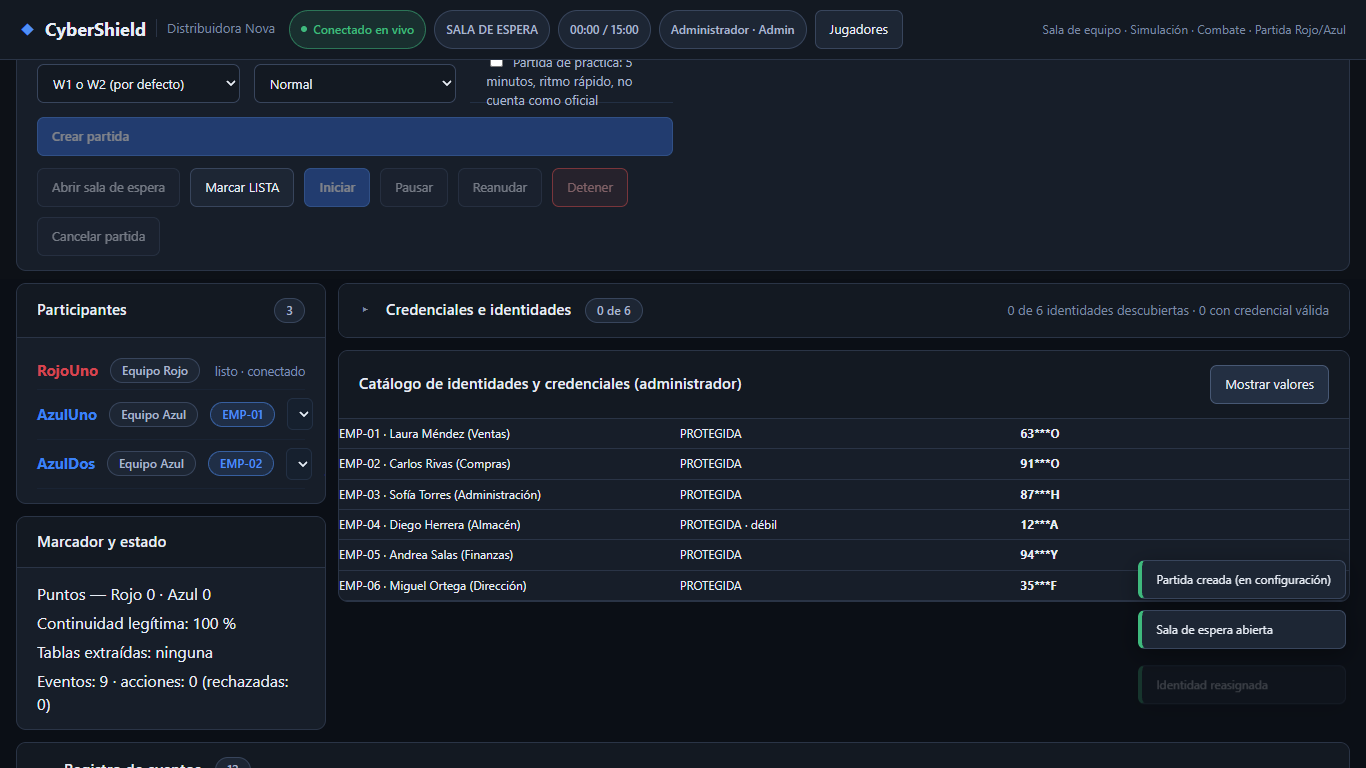 CyberShield
Distribuidora Nova
Conectado en vivo
SALA DE ESPERA
00:00 / 15:00
Administrador · Admin
Jugadores
Sala de equipo · Simulación · Combate · Partida Rojo/Azul
W1 o W2 (por defecto)
Normal
Partida de práctica: 5
minutos, ritmo rápido, no
cuenta como oficial
Crear partida
Abrir sala de espera
Marcar LISTA
Iniciar
Pausar
Reanudar
Detener
Cancelar partida
Participantes
3
RojoUno
Equipo Rojo
listo · conectado
AzulUno
Equipo Azul
EMP-01
AzulDos
Equipo Azul
EMP-02
Marcador y estado
Puntos — Rojo 0 · Azul 0
Continuidad legítima: 100 %
Tablas extraídas: ninguna
Eventos: 9 · acciones: 0 (rechazadas:
0)
Credenciales e identidades
0 de 6
0 de 6 identidades descubiertas · 0 con credencial válida
Catálogo de identidades y credenciales (administrador)
Mostrar valores
EMP-01 · Laura Méndez (Ventas) PROTEGIDA 63***O
EMP-02 · Carlos Rivas (Compras) PROTEGIDA 91***O
EMP-03 · Sofía Torres (Administración) PROTEGIDA 87***H
EMP-04 · Diego Herrera (Almacén) PROTEGIDA · débil 12***A
EMP-05 · Andrea Salas (Finanzas) PROTEGIDA 94***Y
EMP-06 · Miguel Ortega (Dirección) PROTEGIDA 35***F
Partida creada (en configuración)
Sala de espera abierta
Identidad reasignada
Registro de eventos
13